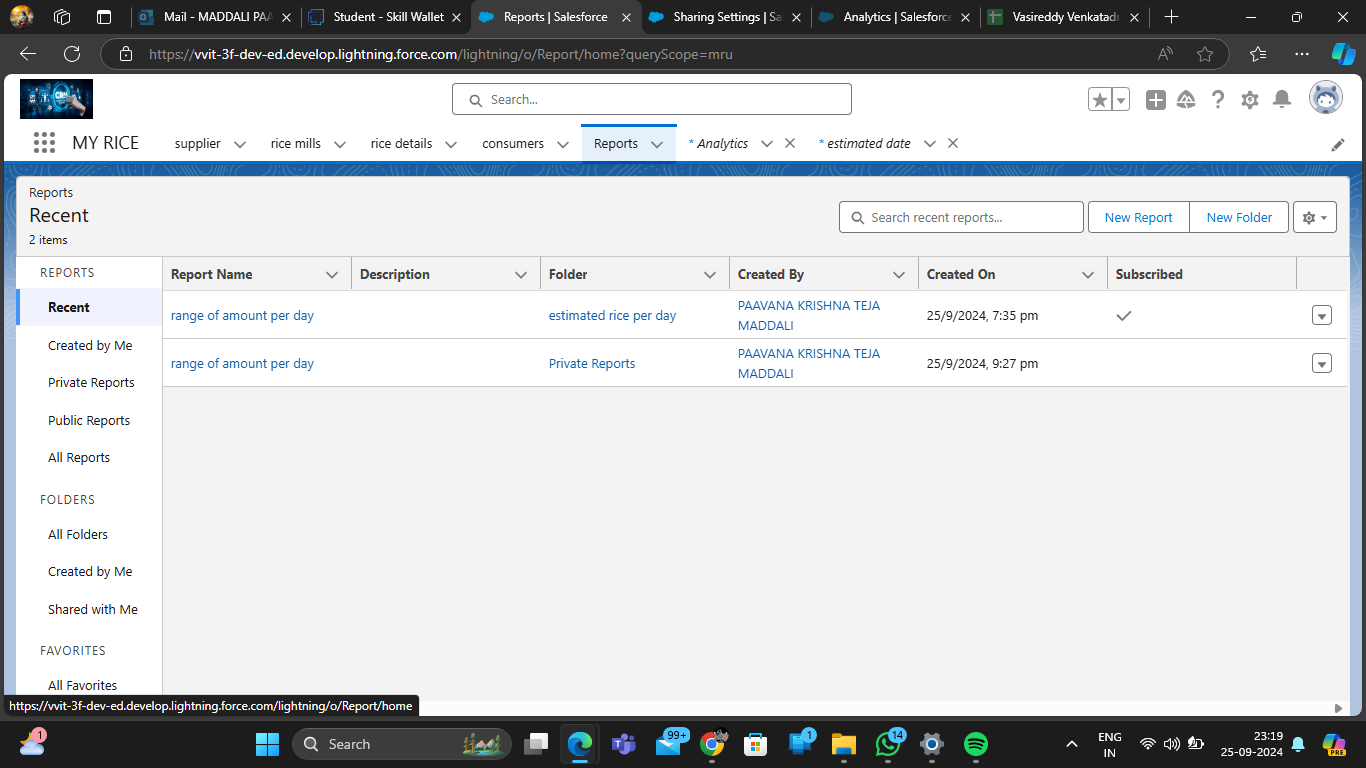 Mail - MADDALI PAA
Student - Skill Wallet
Reports | Salesforce
Sharing Settings | Sa
Analytics | Salesforce
Vasireddy Venkatadr
https://vvit-3f-dev-ed.develop.lightning.force.com/lightning/o/Report/home?queryScope=mru
CRM
Search...
MY RICE
supplier
rice mills
rice details
consumers
Reports
* Analytics
* estimated date
Reports
Recent
2 items
Search recent reports...
New Report
New Folder
REPORTS
Recent
Created by Me
Private Reports
Public Reports
All Reports
FOLDERS
All Folders
Created by Me
Shared with Me
FAVORITES
All Favorites
Report Name
Description
Folder
Created By
Created On
Subscribed
range of amount per day
estimated rice per day
PAAVANA KRISHNA TEJA
MADDALI
25/9/2024, 7:35 pm
range of amount per day
Private Reports
PAAVANA KRISHNA TEJA
MADDALI
25/9/2024, 9:27 pm
https://vvit-3f-dev-ed.develop.lightning.force.com/lightning/o/Report/home
1
Search
99+
1
14
ENG
IN
23:19
25-09-2024
PRE